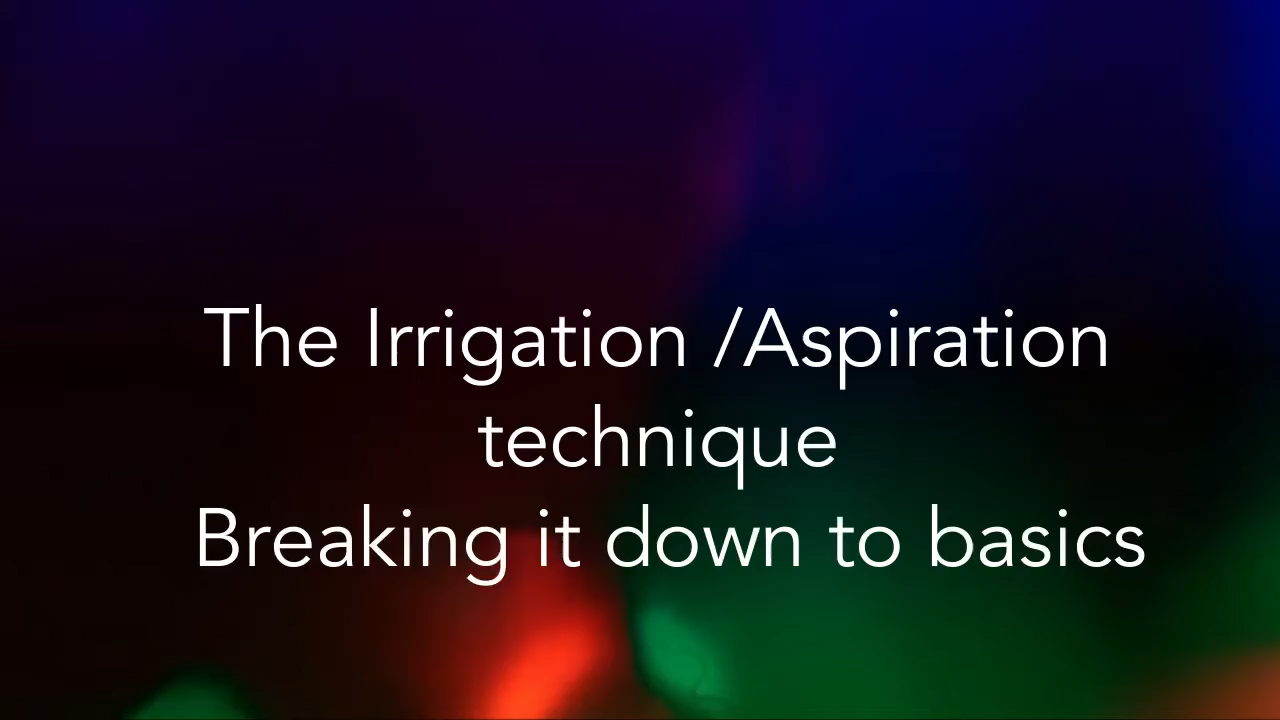 The Irrigation /Aspiration
technique
Breaking it down to basics